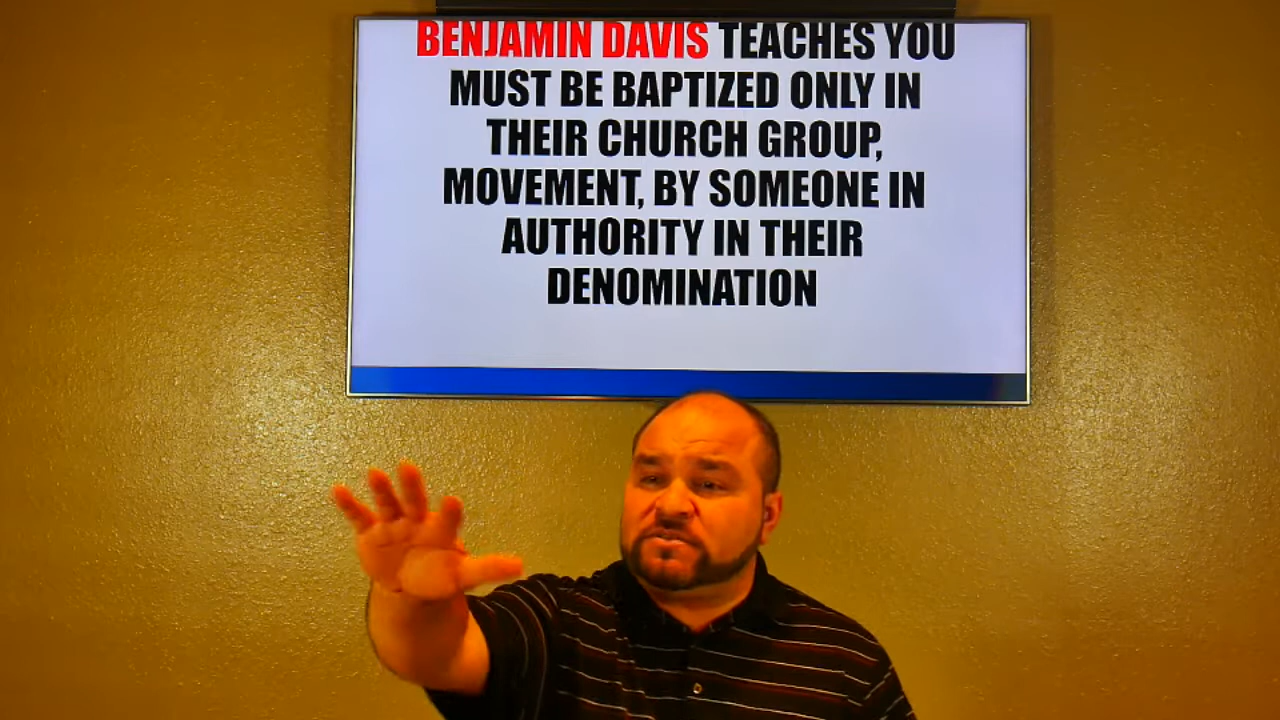 BENJAMIN DAVIS TEACHES YOU
MUST BE BAPTIZED ONLY IN
THEIR CHURCH GROUP,
MOVEMENT, BY SOMEONE IN
AUTHORITY IN THEIR
DENOMINATION